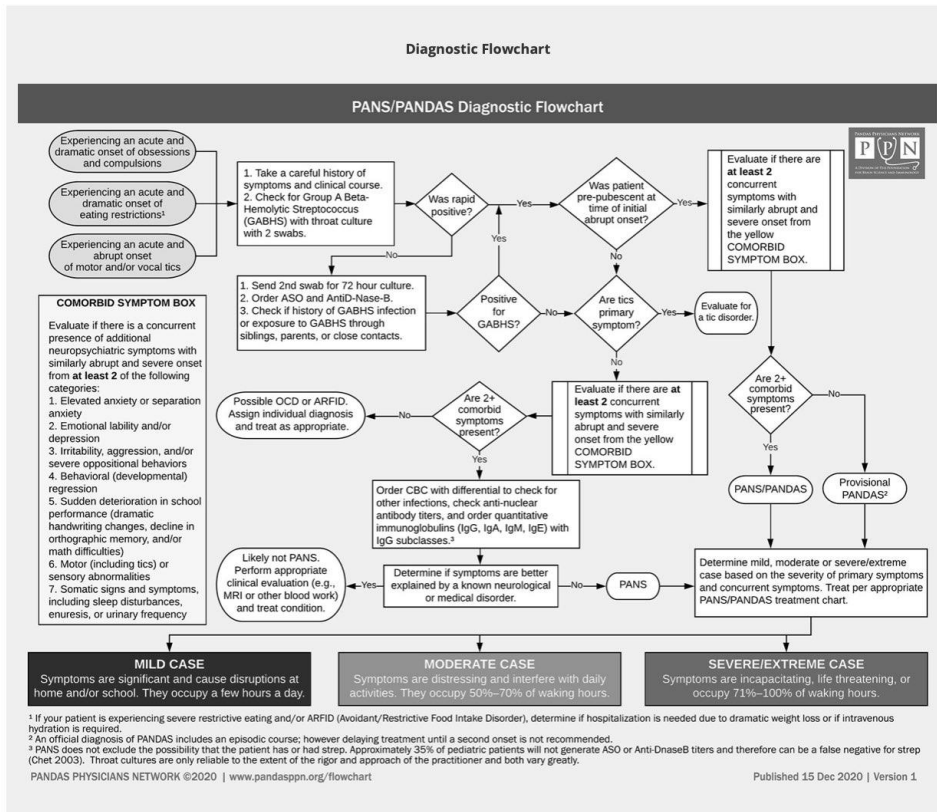 Diagnostic Flowchart
PANS/PANDAS Diagnostic Flowchart
PANDAS PHYSICIANS NETWORK
P P N
Experiencing an acute and
dramatic onset of obsessions
and compulsions
Experiencing an acute and
dramatic onset of
eating restrictions¹
Experiencing an acute and
abrupt onset
of motor and/or vocal tics
1. Take a careful history of
symptoms and clinical course.
2. Check for Group A Beta-
Hemolytic Streptococcus
(GABHS) with throat culture
with 2 swabs.
Was rapid
positive?
Yes
Was patient
pre-pubescent at
time of initial
abrupt onset?
Yes
Evaluate if there are
at least 2
concurrent
symptoms with
similarly abrupt and
severe onset from
the yellow
COMORBID
SYMPTOM BOX.
No
Yes
No
1. Send 2nd swab for 72 hour culture.
2. Order ASO and AntiD-Nase-B.
3. Check if history of GABHS infection
or exposure to GABHS through
siblings, parents, or close contacts.
Positive
for
GABHS?
No
Are tics
primary
symptom?
Yes
Evaluate for
a tic disorder.
No
COMORBID SYMPTOM BOX
Evaluate if there is a concurrent
presence of additional
neuropsychiatric symptoms with
similarly abrupt and severe onset
from at least 2 of the following
categories:
1. Elevated anxiety or separation
anxiety
2. Emotional lability and/or
depression
3. Irritability, aggression, and/or
severe oppositional behaviors
4. Behavioral (developmental)
regression
5. Sudden deterioration in school
performance (dramatic
handwriting changes, decline in
orthographic memory, and/or
math difficulties)
6. Motor (including tics) or
sensory abnormalities
7. Somatic signs and symptoms,
including sleep disturbances,
enuresis, or urinary frequency
Possible OCD or ARFID.
Assign individual diagnosis
and treat as appropriate.
No
Are 2+
comorbid
symptoms
present?
Evaluate if there are at
least 2 concurrent
symptoms with similarly
abrupt and severe
onset from the yellow
COMORBID
SYMPTOM BOX.
Are 2+
comorbid
symptoms
present?
No
Yes
Yes
PANS/PANDAS
Provisional
PANDAS²
Order CBC with differential to check for
other infections, check anti-nuclear
antibody titers, and order quantitative
immunoglobulins (IgG, IgA, IgM, IgE) with
IgG subclasses.³
Likely not PANS.
Perform appropriate
clinical evaluation (e.g.,
MRI or other blood work)
and treat condition.
Yes
Determine if symptoms are better
explained by a known neurological
or medical disorder.
No
PANS
Determine mild, moderate or severe/extreme
case based on the severity of primary symptoms
and concurrent symptoms. Treat per appropriate
PANS/PANDAS treatment chart.
MILD CASE
Symptoms are significant and cause disruptions at
home and/or school. They occupy a few hours a day.
MODERATE CASE
Symptoms are distressing and interfere with daily
activities. They occupy 50%–70% of waking hours.
SEVERE/EXTREME CASE
Symptoms are incapacitating, life threatening, or
occupy 71%–100% of waking hours.
¹ If your patient is experiencing severe restrictive eating and/or ARFID (Avoidant/Restrictive Food Intake Disorder), determine if hospitalization is needed due to dramatic weight loss or if intravenous
hydration is required.
² An official diagnosis of PANDAS includes an episodic course; however delaying treatment until a second onset is not recommended.
³ PANS does not exclude the possibility that the patient has or had strep. Approximately 35% of pediatric patients will not generate ASO or Anti-DnaseB titers and therefore can be a false negative for strep
(Chet 2003). Throat cultures are only reliable to the extent of the rigor and approach of the practitioner and both vary greatly.
PANDAS PHYSICIANS NETWORK ©2020 | www.pandasppn.org/flowchart
Published 15 Dec 2020 | Version 1